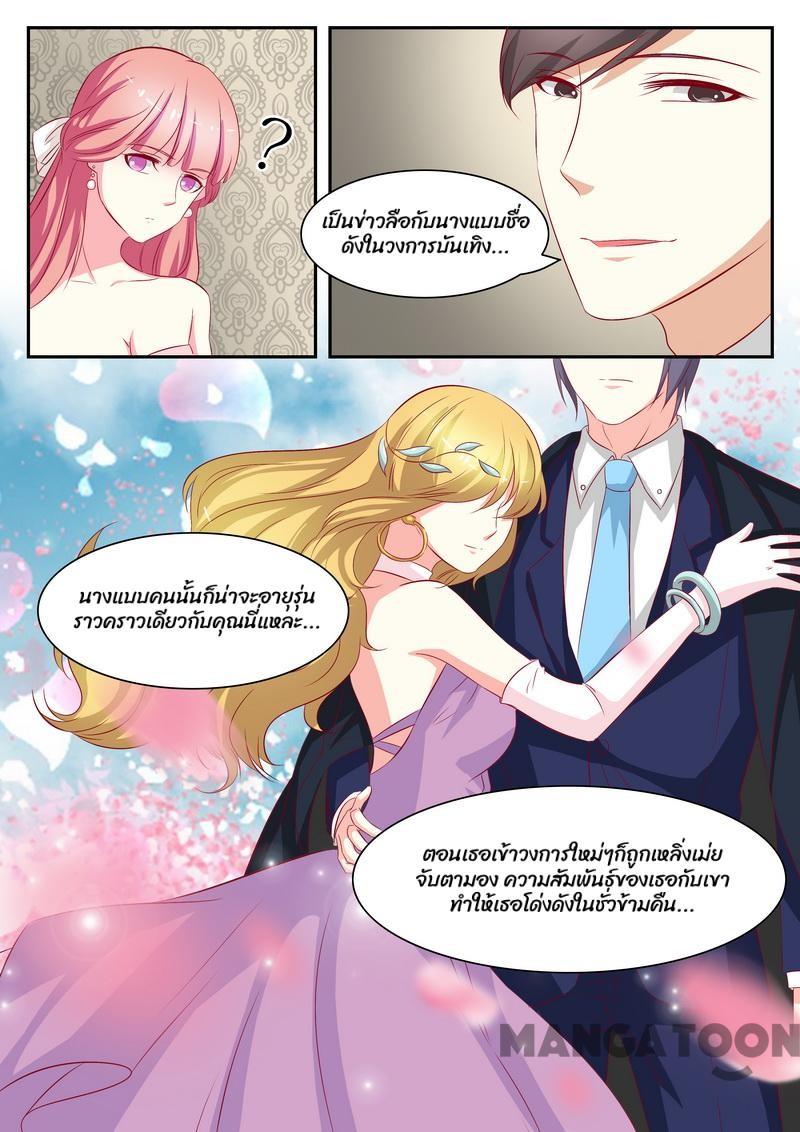 ?
เป็นข่าวลือกับนางแบบชื่อ
ดังในวงการบันเทิง...
นางแบบคนนั้นก็น่าจะอายุรุ่น
ราวคราวเดียวกับคุณนี่แหละ...
ตอนเธอเข้าวงการใหม่ๆก็ถูกเหลิ่งเม่ย
จับตามอง ความสัมพันธ์ของเธอกับเขา
ทำให้เธอโด่งดังในชั่วข้ามคืน...
MANGATOON